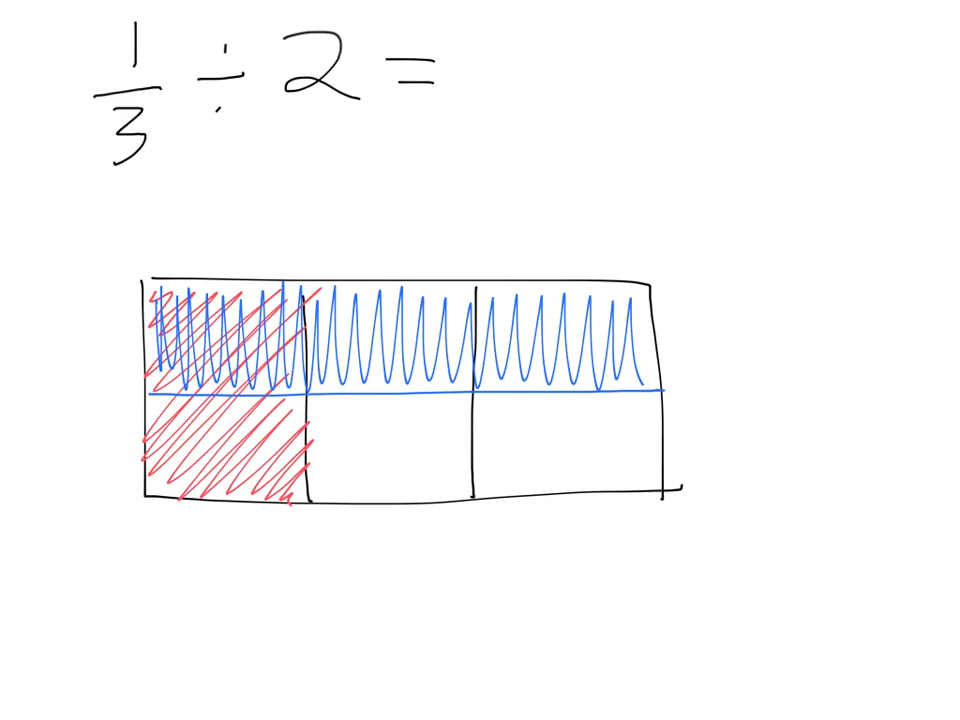 1/3 ÷ 2 =